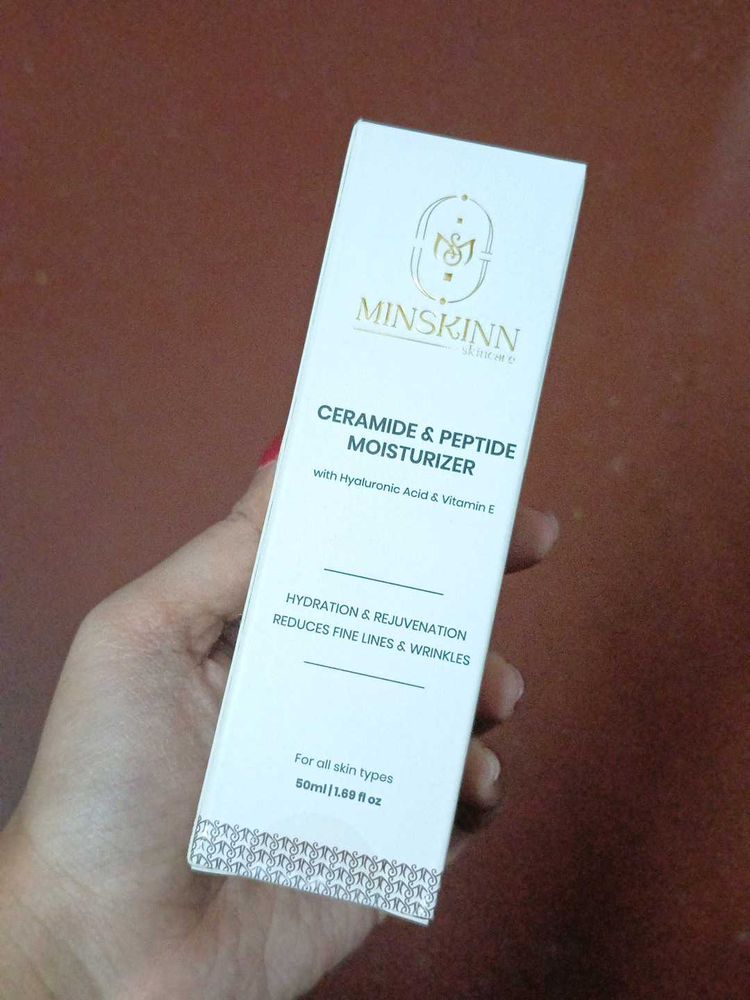 MINSKINN
skincare
CERAMIDE & PEPTIDE
MOISTURIZER
with Hyaluronic Acid & Vitamin E
HYDRATION & REJUVENATION
REDUCES FINE LINES & WRINKLES
For all skin types
50ml | 1.69 fl oz